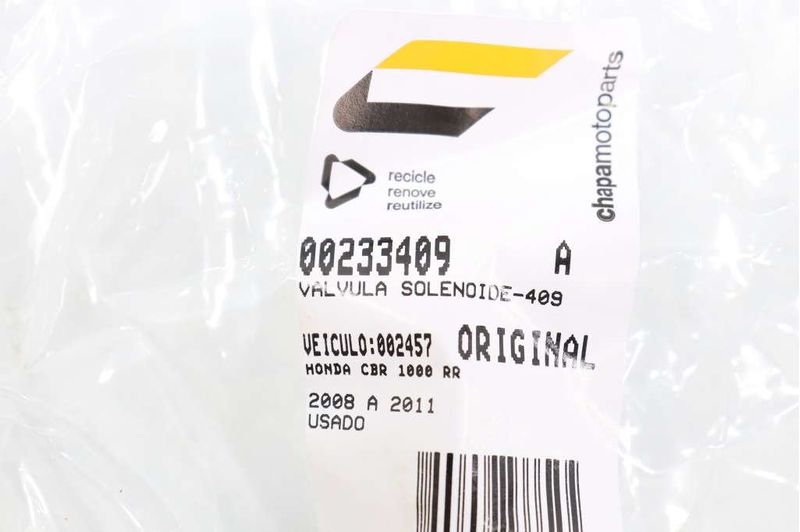 chapamotoparts
recicle
renove
reutilize
00233409 A
VALVULA SOLENOIDE-409
VEICULO:002457 ORIGINAL
HONDA CBR 1000 RR
2008 A 2011
USADO